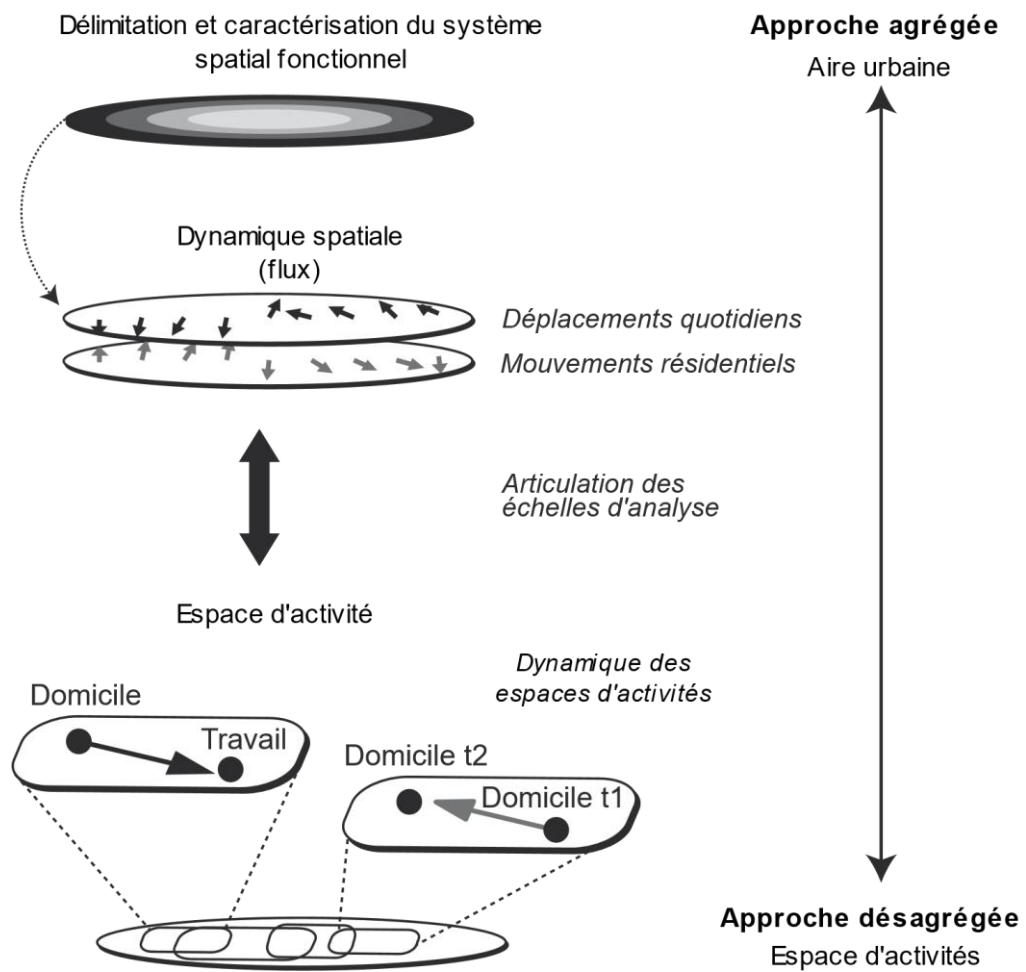 Délimitation et caractérisation du système
spatial fonctionnel
Approche agrégée
Aire urbaine
Dynamique spatiale
(flux)
Déplacements quotidiens
Mouvements résidentiels
Articulation des
échelles d'analyse
Espace d'activité
Dynamique des
espaces d'activités
Domicile
Travail
Domicile t2
Domicile t1
Approche désagrégée
Espace d'activités